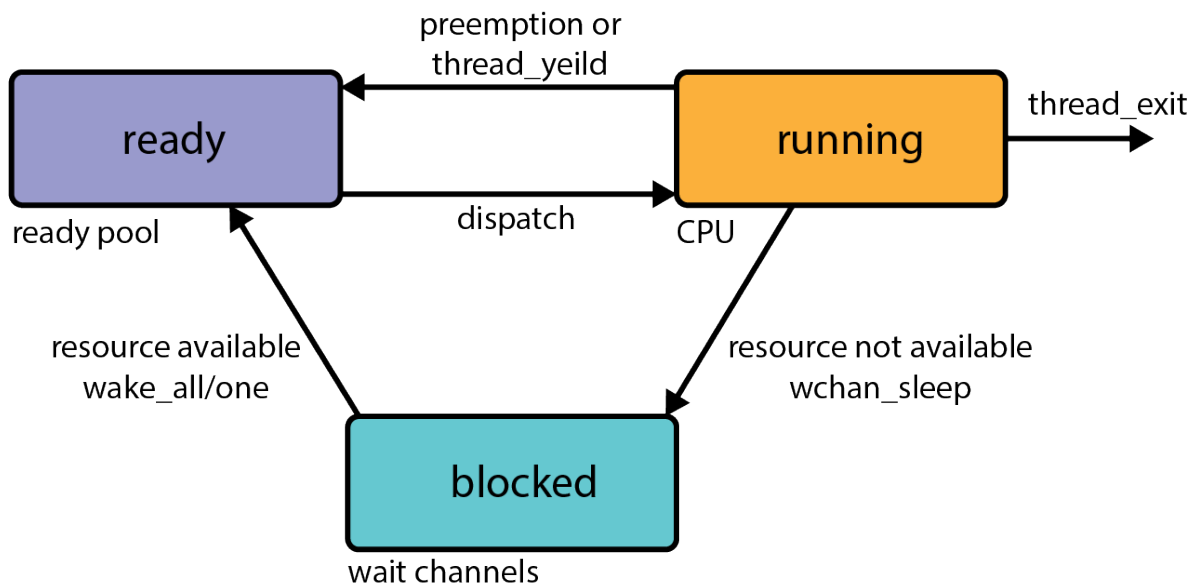 preemption or
thread_yeild
ready
running
thread_exit
ready pool
dispatch
CPU
resource available
wake_all/one
resource not available
wchan_sleep
blocked
wait channels